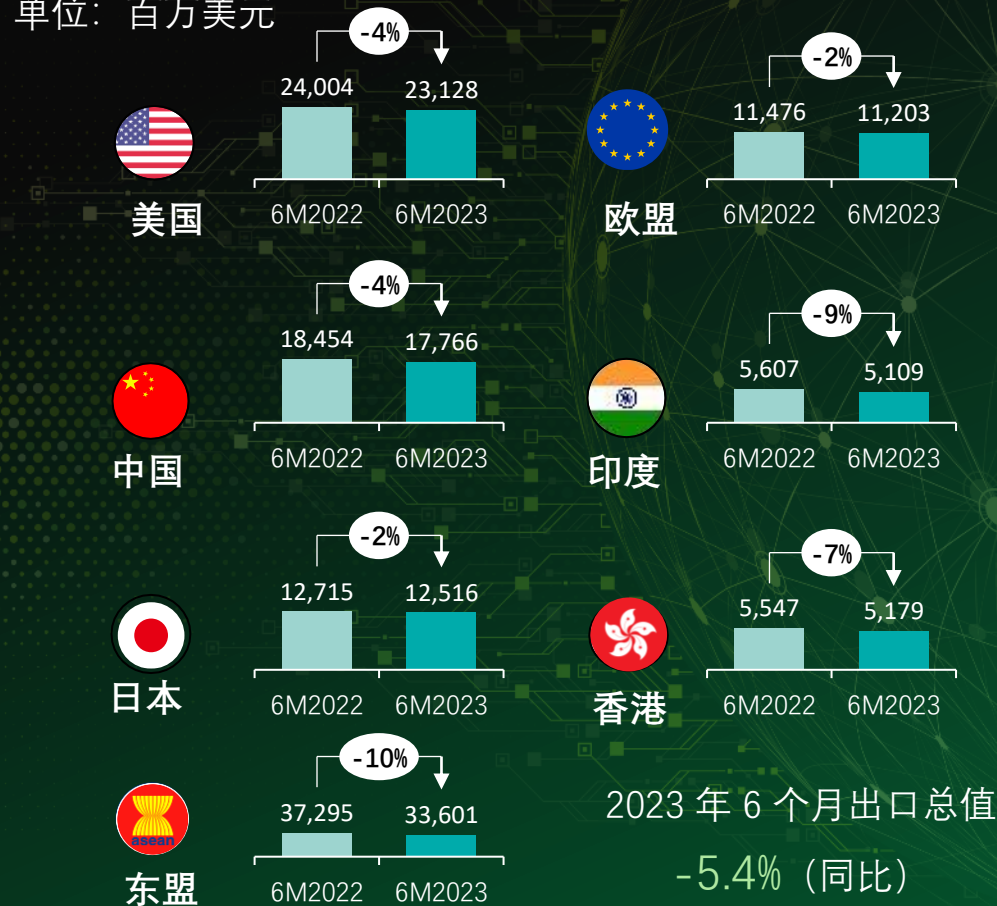 单位：百万美元
-4%
24,004
23,128
美国
6M2022
6M2023
-2%
11,476
11,203
欧盟
6M2022
6M2023
-4%
18,454
17,766
中国
6M2022
6M2023
-9%
5,607
5,109
印度
6M2022
6M2023
-2%
12,715
12,516
日本
6M2022
6M2023
-7%
5,547
5,179
香港
6M2022
6M2023
-10%
37,295
33,601
asean
东盟
6M2022
6M2023
2023 年 6 个月出口总值
-5.4%（同比）